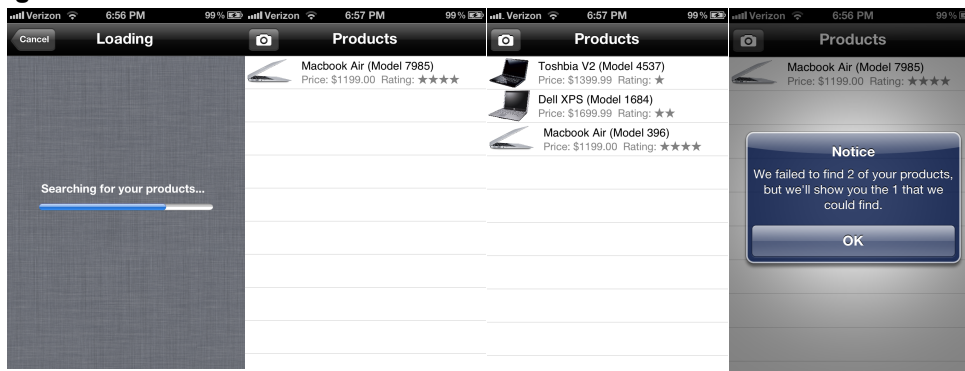 Verizon 6:56 PM 99%
Cancel Loading
Searching for your products...
Verizon 6:57 PM 99%
Products
Macbook Air (Model 7985)
Price: $1199.00 Rating: ★★★★
Verizon 6:57 PM 99%
Products
Toshbia V2 (Model 4537)
Price: $1399.99 Rating: ★
Dell XPS (Model 1684)
Price: $1699.99 Rating: ★★
Macbook Air (Model 396)
Price: $1199.00 Rating: ★★★★
Verizon 6:56 PM 99%
Products
Macbook Air (Model 7985)
Price: $1199.00 Rating: ★★★★
Notice
We failed to find 2 of your products,
but we'll show you the 1 that we
could find.
OK